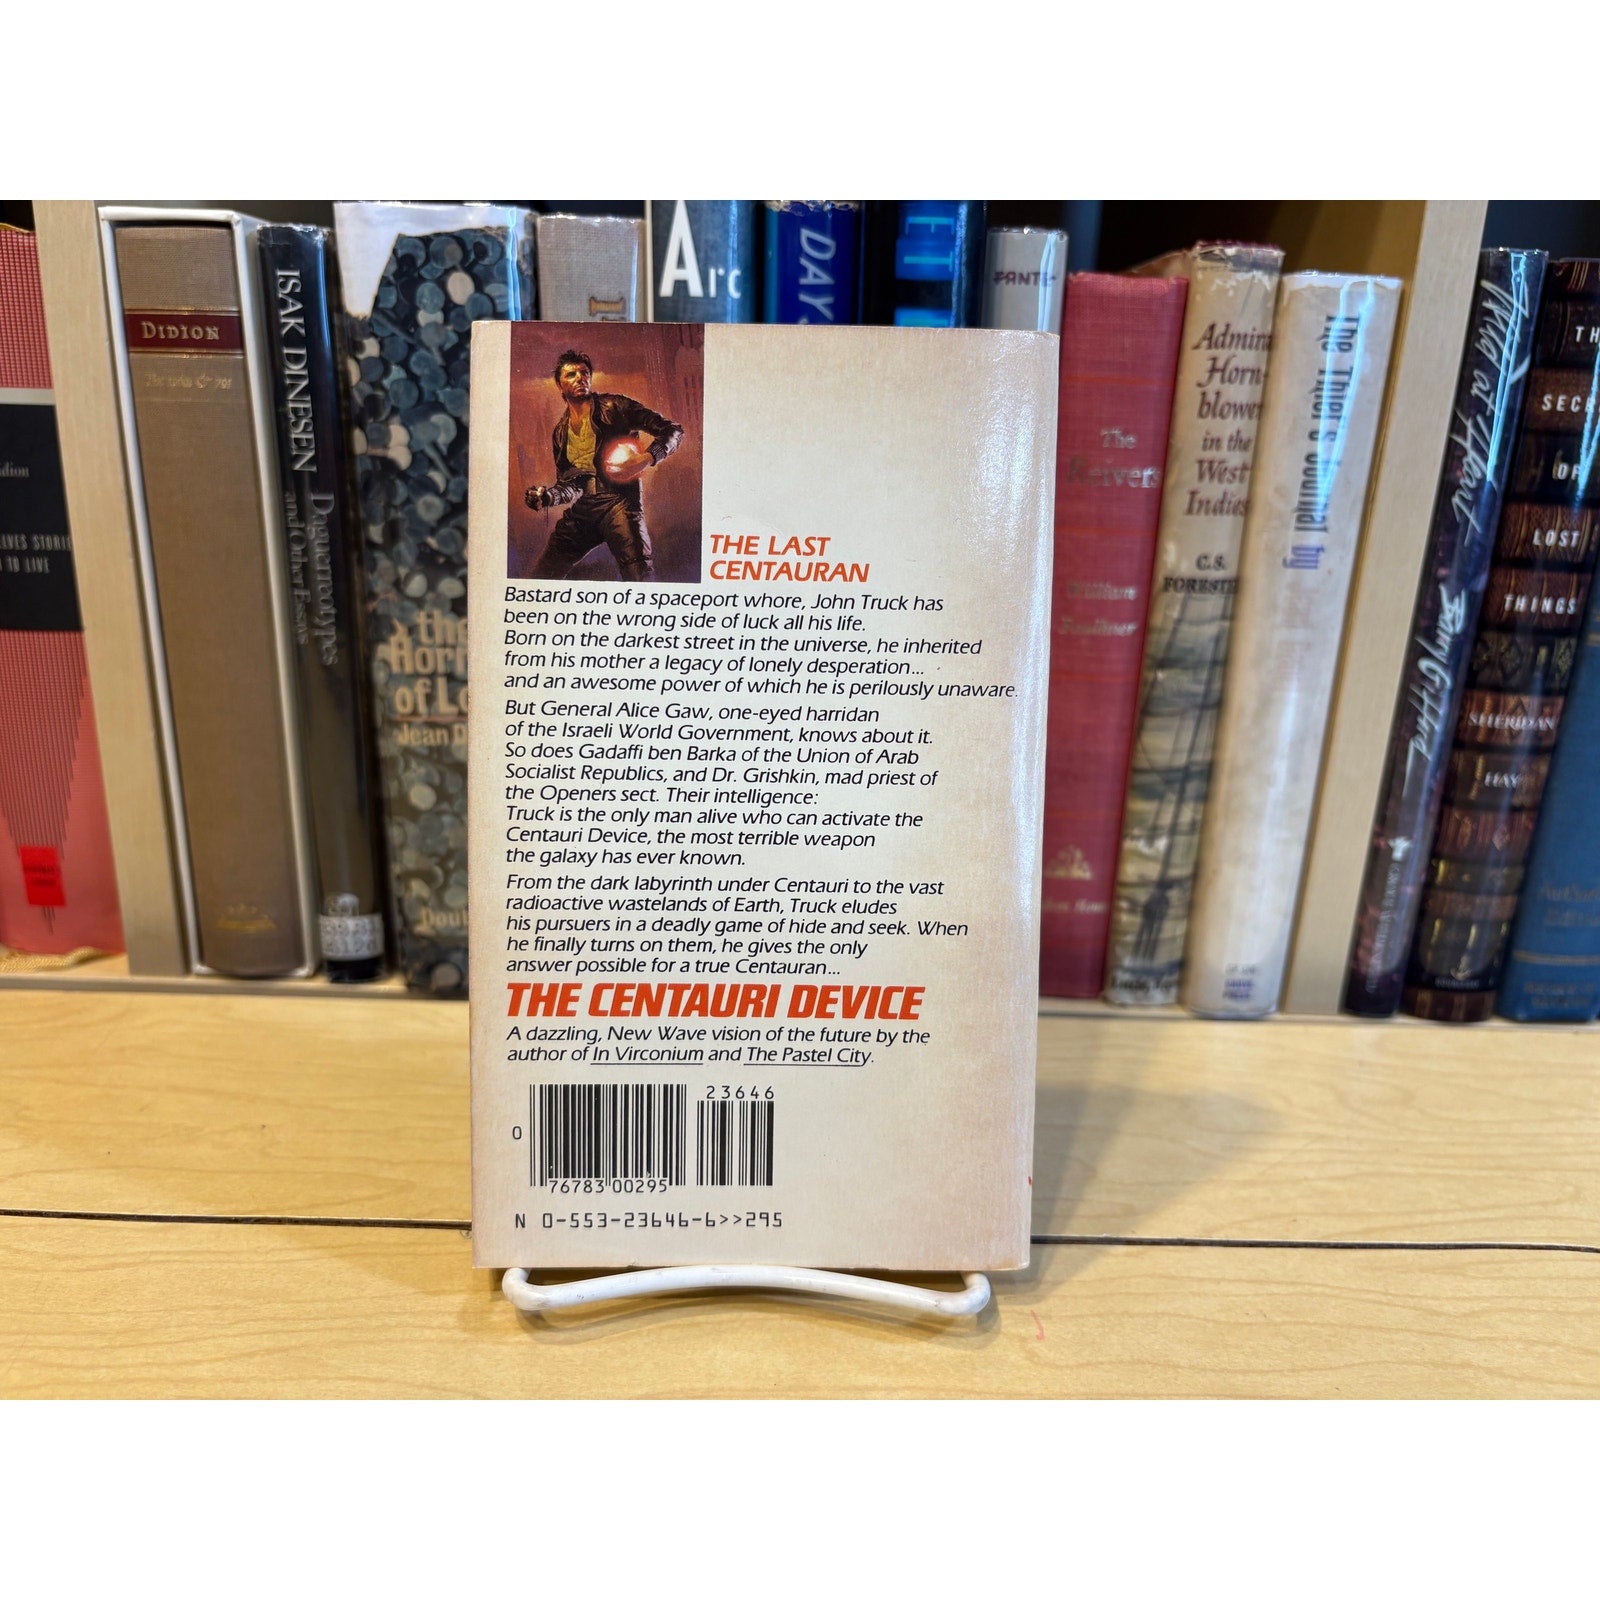 DIDION
ISAK DINESEN
Daguerreotypes
and Other Essays
DAY
FANTE
The
Reivers
William
Faulkner
Admiral
Horn-
blower
in the
West
Indies
C.S.
FORESTER
The Thief's Journal by
Wild at Heart
Barry Gifford
SECR
OF
LOST
THINGS
SHERIDAN
HAY
THE LAST
CENTAURAN
Bastard son of a spaceport whore, John Truck has
been on the wrong side of luck all his life.
Born on the darkest street in the universe, he inherited
from his mother a legacy of lonely desperation...
and an awesome power of which he is perilously unaware.
But General Alice Gaw, one-eyed harridan
of the Israeli World Government, knows about it.
So does Gadaffi ben Barka of the Union of Arab
Socialist Republics, and Dr. Grishkin, mad priest of
the Openers sect. Their intelligence:
Truck is the only man alive who can activate the
Centauri Device, the most terrible weapon
the galaxy has ever known.
From the dark labyrinth under Centauri to the vast
radioactive wastelands of Earth, Truck eludes
his pursuers in a deadly game of hide and seek. When
he finally turns on them, he gives the only
answer possible for a true Centauran...
THE CENTAURI DEVICE
A dazzling, New Wave vision of the future by the
author of In Virconium and The Pastel City.
23646
0
76783 00295
N 0-553-23646-6>>295